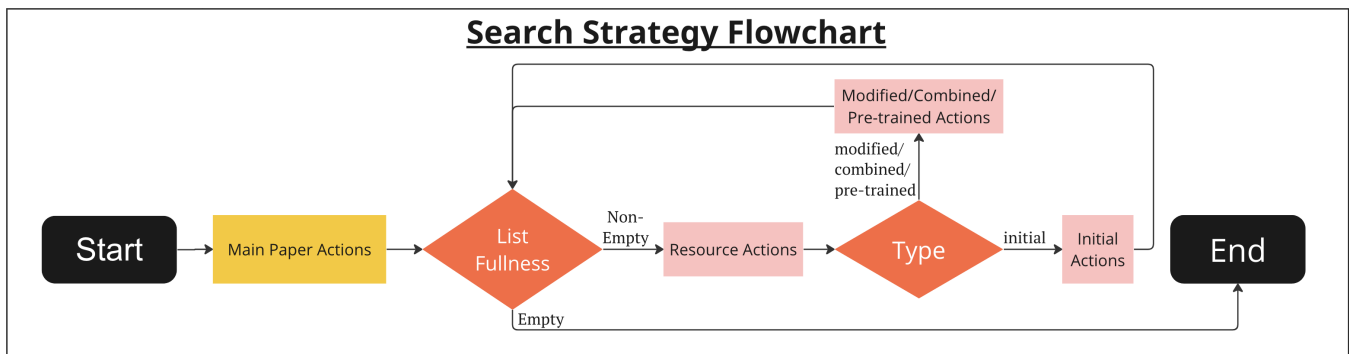 Search Strategy Flowchart
Start
Main Paper Actions
List
Fullness
Non-
Empty
Empty
Resource Actions
Type
modified/
combined/
pre-trained
Modified/Combined/
Pre-trained Actions
initial
Initial
Actions
End